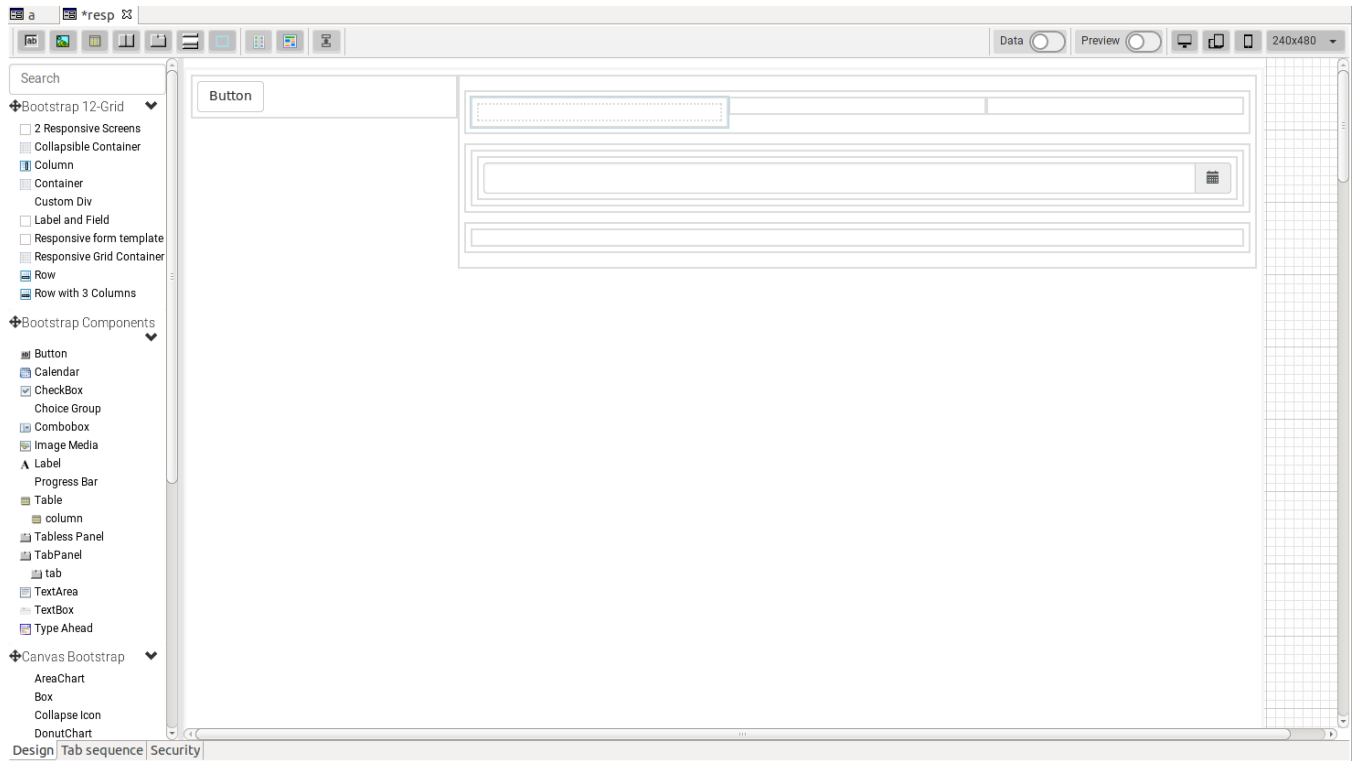 a
*resp
ab
Data
Preview
240x480
Search
Bootstrap 12-Grid
2 Responsive Screens
Collapsible Container
Column
Container
Custom Div
Label and Field
Responsive form template
Responsive Grid Container
Row
Row with 3 Columns
Bootstrap Components
Button
Calendar
CheckBox
Choice Group
Combobox
Image Media
Label
Progress Bar
Table
column
Tabless Panel
TabPanel
tab
TextArea
TextBox
Type Ahead
Canvas Bootstrap
AreaChart
Box
Collapse Icon
DonutChart
Button
Design Tab sequence Security